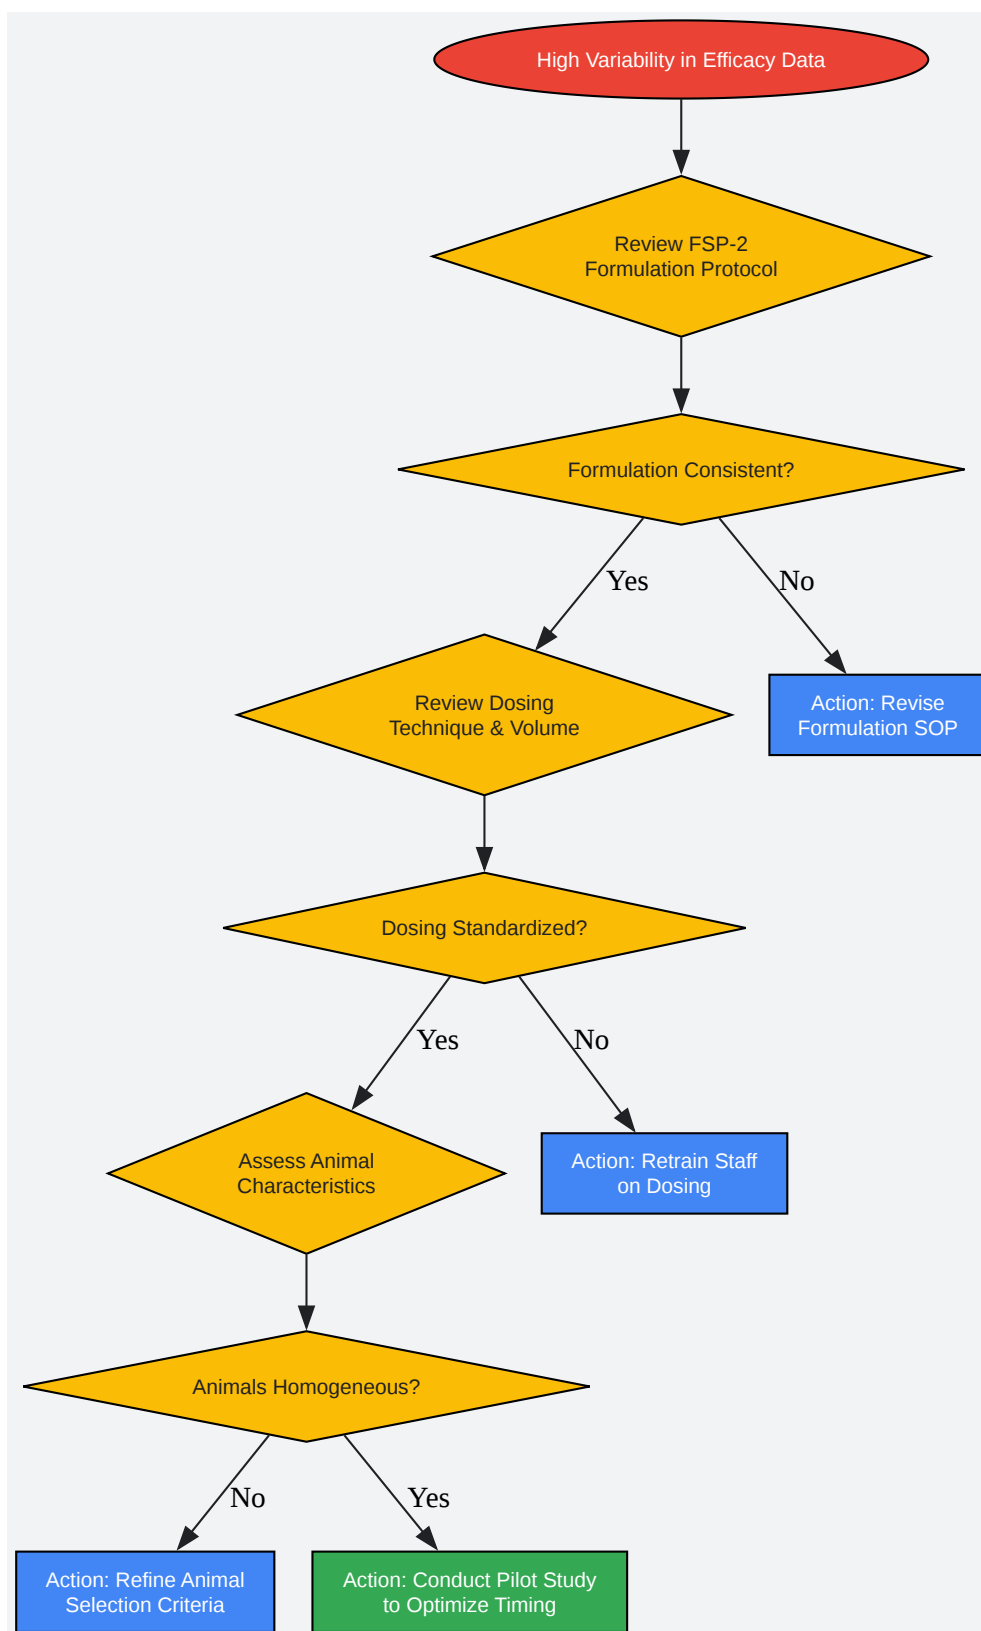 High Variability in Efficacy Data
Review FSP-2
Formulation Protocol
Formulation Consistent?
Yes
No
Review Dosing
Technique & Volume
Action: Revise
Formulation SOP
Dosing Standardized?
Yes
No
Assess Animal
Characteristics
Action: Retrain Staff
on Dosing
Animals Homogeneous?
No
Yes
Action: Refine Animal
Selection Criteria
Action: Conduct Pilot Study
to Optimize Timing